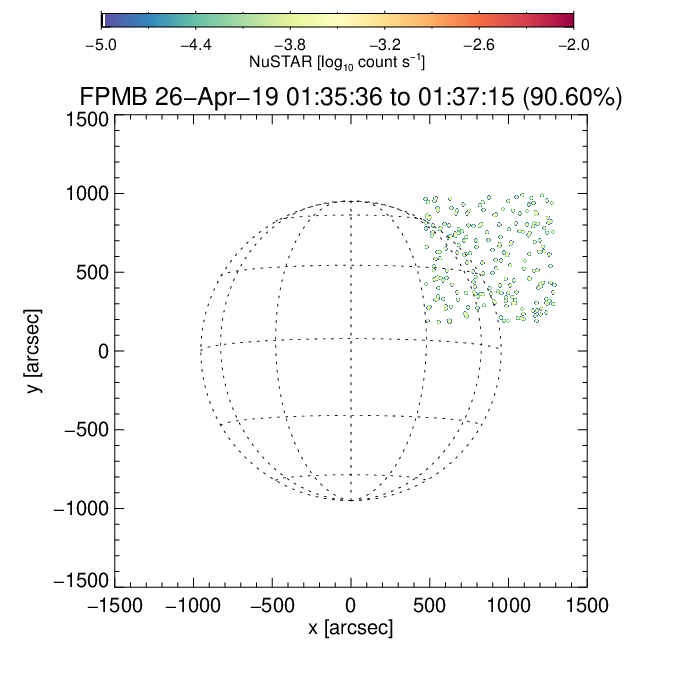 −5.0 −4.4 −3.8 −3.2 −2.6 −2.0
NuSTAR [log10 count s−1]
FPMB 26−Apr−19 01:35:36 to 01:37:15 (90.60%)
1500
1000
500
0
−500
−1000
−1500
y [arcsec]
−1500 −1000 −500 0 500 1000 1500
x [arcsec]